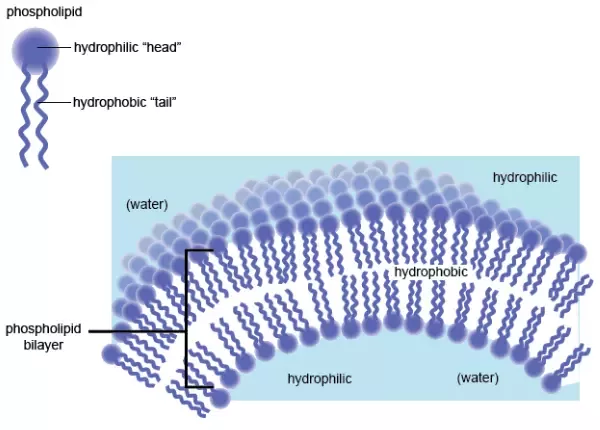 phospholipid
hydrophilic “head”
hydrophobic “tail”
hydrophilic
(water)
hydrophobic
phospholipid
bilayer
hydrophilic
(water)